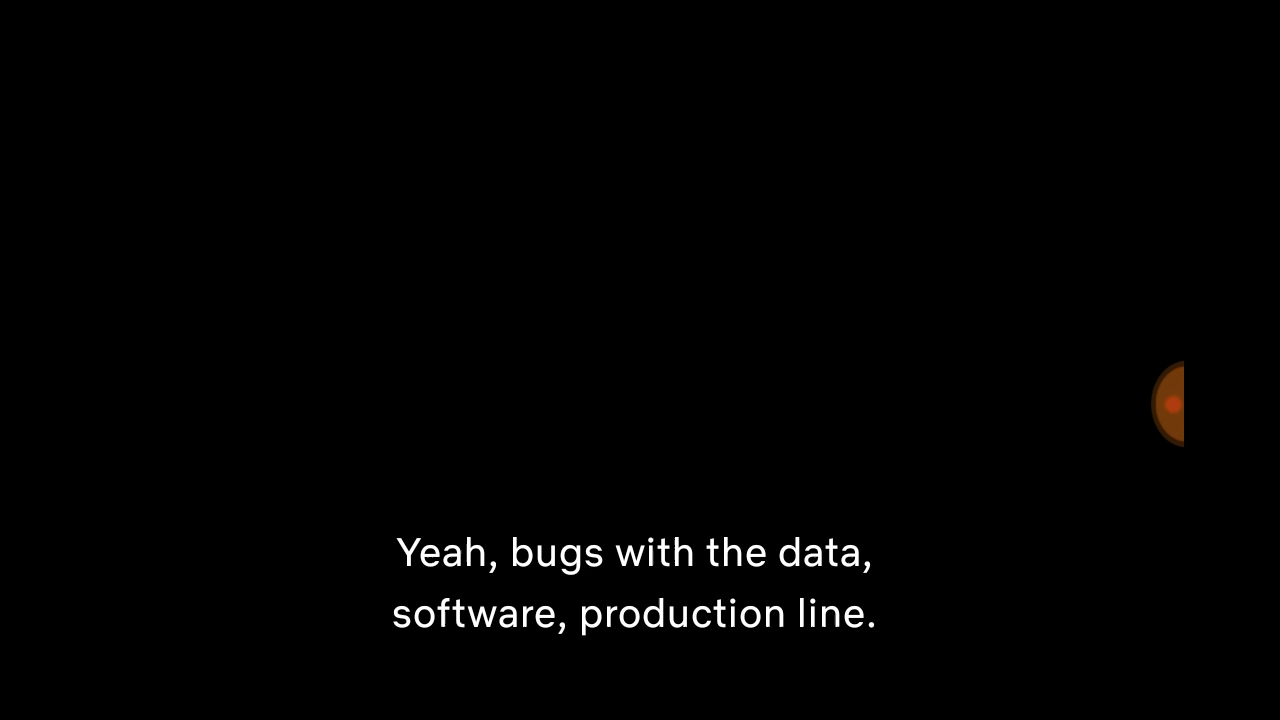 Yeah, bugs with the data,
software, production line.